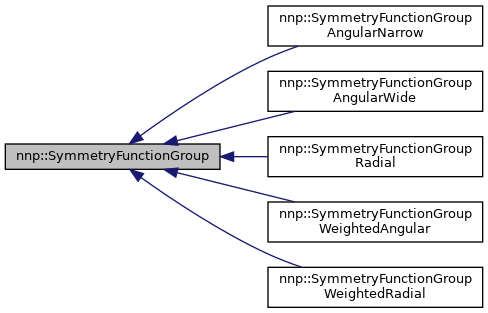 nnp::SymmetryFunctionGroup
AngularNarrow
nnp::SymmetryFunctionGroup
AngularWide
nnp::SymmetryFunctionGroup
nnp::SymmetryFunctionGroup
Radial
nnp::SymmetryFunctionGroup
WeightedAngular
nnp::SymmetryFunctionGroup
WeightedRadial